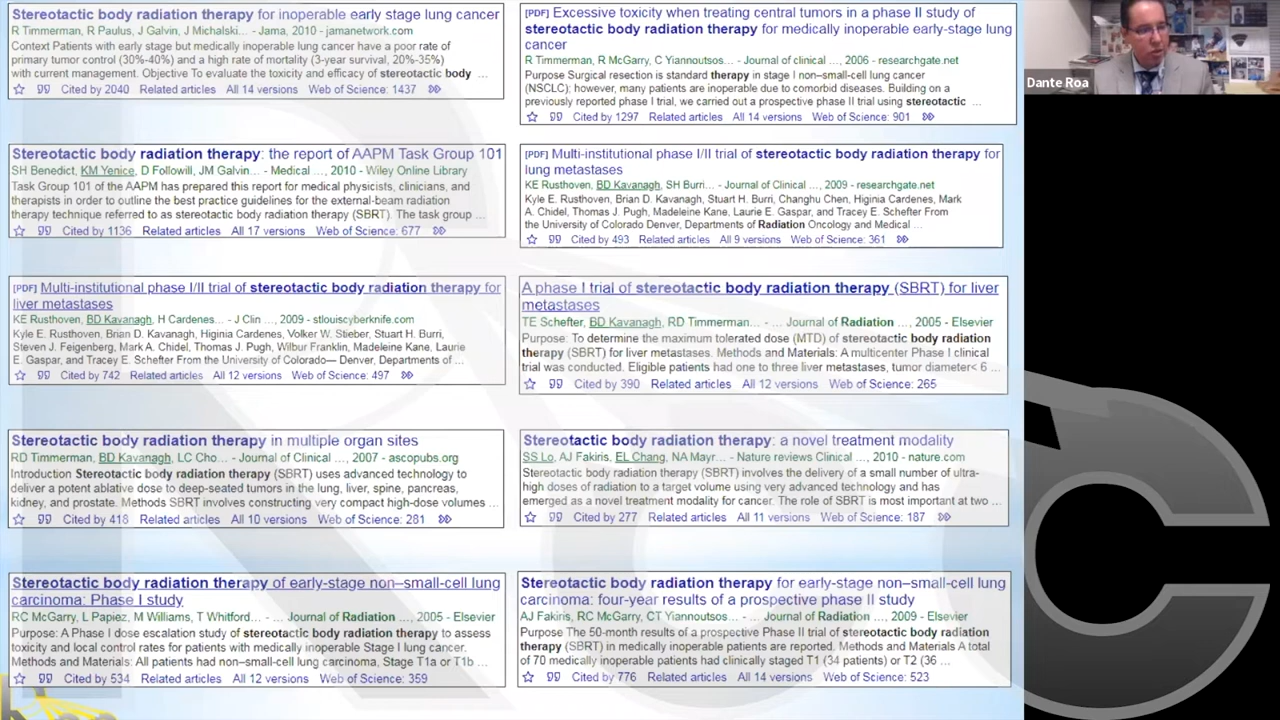 Stereotactic body radiation therapy for inoperable early stage lung cancer
R Timmerman, R Paulus, J Galvin, J Michalski... - Jama, 2010 - jamanetwork.com
Context Patients with early stage but medically inoperable lung cancer have a poor rate of
primary tumor control (30%-40%) and a high rate of mortality (3-year survival, 20%-35%)
with current management. Objective To evaluate the toxicity and efficacy of stereotactic body ...
Cited by 2040 Related articles All 14 versions Web of Science: 1437
[PDF] Excessive toxicity when treating central tumors in a phase II study of
stereotactic body radiation therapy for medically inoperable early-stage lung
cancer
R Timmerman, R McGarry, C Yiannoutsos... - Journal of clinical ..., 2006 - researchgate.net
Purpose Surgical resection is standard therapy in stage I non–small-cell lung cancer
(NSCLC); however, many patients are inoperable due to comorbid diseases. Building on a
previously reported phase I trial, we carried out a prospective phase II trial using stereotactic ...
Cited by 1297 Related articles All 14 versions Web of Science: 901
Dante Roa
Stereotactic body radiation therapy: the report of AAPM Task Group 101
SH Benedict, KM Yenice, D Followill, JM Galvin... - Medical ..., 2010 - Wiley Online Library
Task Group 101 of the AAPM has prepared this report for medical physicists, clinicians, and
therapists in order to outline the best practice guidelines for the external-beam radiation
therapy technique referred to as stereotactic body radiation therapy (SBRT). The task group ...
Cited by 1136 Related articles All 17 versions Web of Science: 677
[PDF] Multi-institutional phase I/II trial of stereotactic body radiation therapy for
lung metastases
KE Rusthoven, BD Kavanagh, SH Burri... - Journal of Clinical ..., 2009 - researchgate.net
Kyle E. Rusthoven, Brian D. Kavanagh, Stuart H. Burri, Changhu Chen, Higinia Cardenes, Mark
A. Chidel, Thomas J. Pugh, Madeleine Kane, Laurie E. Gaspar, and Tracey E. Schefter From
the University of Colorado Denver, Departments of Radiation Oncology and Medical ...
Cited by 493 Related articles All 9 versions Web of Science: 361
[PDF] Multi-institutional phase I/II trial of stereotactic body radiation therapy for
liver metastases
KE Rusthoven, BD Kavanagh, H Cardenes... - J Clin ..., 2009 - stlouiscyberknife.com
Kyle E. Rusthoven, Brian D. Kavanagh, Higinia Cardenes, Volker W. Stieber, Stuart H. Burri,
Steven J. Feigenberg, Mark A. Chidel, Thomas J. Pugh, Wilbur Franklin, Madeleine Kane, Laurie
E. Gaspar, and Tracey E. Schefter From the University of Colorado— Denver, Departments of ...
Cited by 742 Related articles All 12 versions Web of Science: 497
A phase I trial of stereotactic body radiation therapy (SBRT) for liver
metastases
TE Schefter, BD Kavanagh, RD Timmerman... - ... Journal of Radiation ..., 2005 - Elsevier
Purpose: To determine the maximum tolerated dose (MTD) of stereotactic body radiation
therapy (SBRT) for liver metastases. Methods and Materials: A multicenter Phase I clinical
trial was conducted. Eligible patients had one to three liver metastases, tumor diameter< 6 ...
Cited by 390 Related articles All 12 versions Web of Science: 265
Stereotactic body radiation therapy in multiple organ sites
RD Timmerman, BD Kavanagh, LC Cho... - Journal of Clinical ..., 2007 - ascopubs.org
Introduction Stereotactic body radiation therapy (SBRT) uses advanced technology to
deliver a potent ablative dose to deep-seated tumors in the lung, liver, spine, pancreas,
kidney, and prostate. Methods SBRT involves constructing very compact high-dose volumes ...
Cited by 418 Related articles All 10 versions Web of Science: 281
Stereotactic body radiation therapy: a novel treatment modality
SS Lo, AJ Fakiris, EL Chang, NA Mayr... - Nature reviews Clinical ..., 2010 - nature.com
Stereotactic body radiation therapy (SBRT) involves the delivery of a small number of ultra-
high doses of radiation to a target volume using very advanced technology and has
emerged as a novel treatment modality for cancer. The role of SBRT is most important at two ...
Cited by 277 Related articles All 11 versions Web of Science: 187
Stereotactic body radiation therapy of early-stage non–small-cell lung
carcinoma: Phase I study
RC McGarry, L Papiez, M Williams, T Whitford... - ... Journal of Radiation ..., 2005 - Elsevier
Purpose: A Phase I dose escalation study of stereotactic body radiation therapy to assess
toxicity and local control rates for patients with medically inoperable Stage I lung cancer.
Methods and Materials: All patients had non–small-cell lung carcinoma, Stage T1a or T1b ...
Cited by 534 Related articles All 12 versions Web of Science: 359
Stereotactic body radiation therapy for early-stage non–small-cell lung
carcinoma: four-year results of a prospective phase II study
AJ Fakiris, RC McGarry, CT Yiannoutsos... - ... Journal of Radiation ..., 2009 - Elsevier
Purpose The 50-month results of a prospective Phase II trial of stereotactic body radiation
therapy (SBRT) in medically inoperable patients are reported. Methods and Materials A total
of 70 medically inoperable patients had clinically staged T1 (34 patients) or T2 (36 ...
Cited by 776 Related articles All 14 versions Web of Science: 523